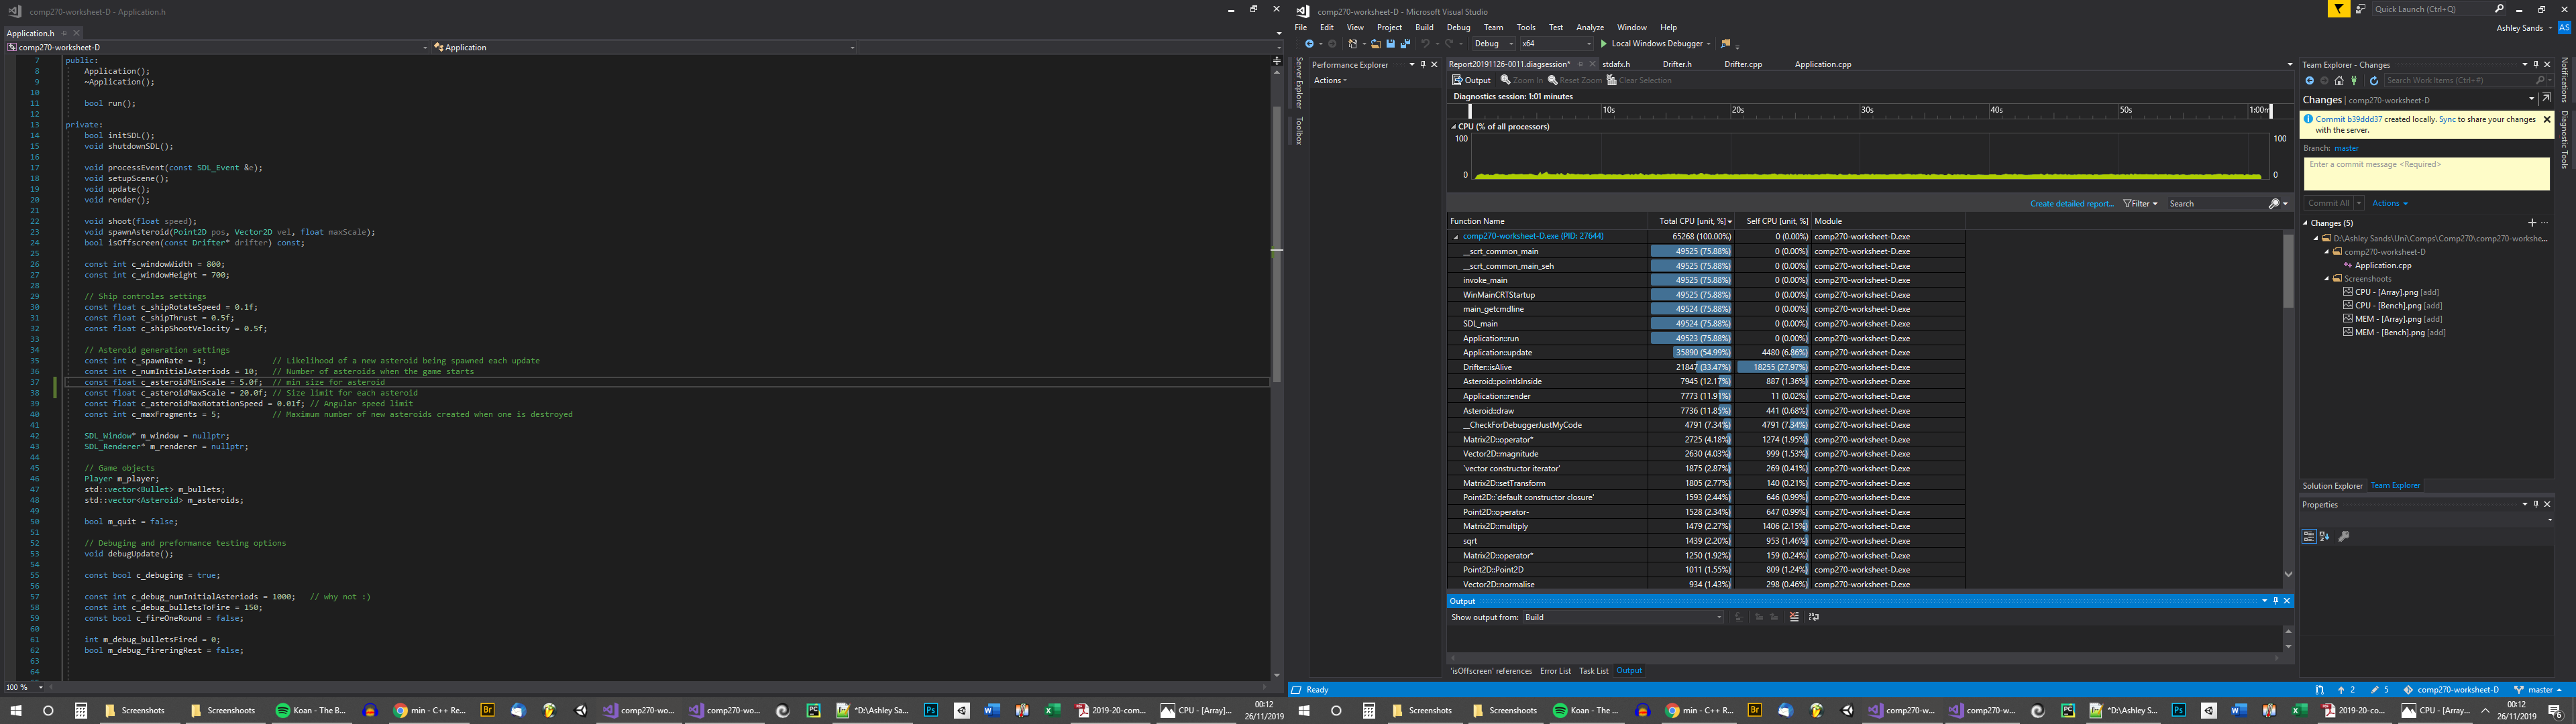 comp270-worksheet-D - Application.h
Application.h
comp270-worksheet-D
Application
7 public:
8 Application();
9 ~Application();
10
11 bool run();
12
13 private:
14 bool initSDL();
15 bool shutdownSDL();
16
17 void processEvent(const SDL_Event &e);
18 void setupScene();
19 void update();
20 void render();
21
22 void shoot(float speed);
23 void spawnAsteroid(Point2D pos, Vector2D vel, float maxScale);
24 bool isOffscreen(const Drifter* drifter) const;
25
26 const int c_windowWidth = 800;
27 const int c_windowHeight = 700;
28
29 // Ship controles settings
30 const float c_shipRotateSpeed = 0.1f;
31 const float c_shipThrust = 0.5f;
32 const float c_shipShootVelocity = 0.5f;
33
34 // Asteroid generation settings
35 const int c_spawnRate = 1; // Likelihood of a new asteroid being spawned each update
36 const int c_numInitialAsteriods = 10; // Number of asteroids when the game starts
37 const float c_asteroidMinScale = 5.0f; // min size for asteroid
38 const float c_asteroidMaxScale = 20.0f; // Size limit for each asteroid
39 const float c_asteroidMaxRotationSpeed = 0.01f; // Angular speed limit
40 const int c_maxFragments = 5; // Maximum number of new asteroids created when one is destroyed
41
42 SDL_Window* m_window = nullptr;
43 SDL_Renderer* m_renderer = nullptr;
44
45 // Game objects
46 Player m_player;
47 std::vector<Bullet> m_bullets;
48 std::vector<Asteroid> m_asteroids;
49
50 bool m_quit = false;
51
52 // Debuging and preformance testing options
53 void debugUpdate();
54
55 const bool c_debuging = true;
56
57 const int c_debug_numInitialAsteriods = 1000; // why not :)
58 const int c_debug_bulletsToFire = 150;
59 const bool c_fireOneRound = false;
60
61 int m_debug_bulletsFired = 0;
62 bool m_debug_fireringRest = false;
63
64
100 %
comp270-worksheet-D - Microsoft Visual Studio
Quick Launch (Ctrl+Q)
File Edit View Project Build Debug Team Tools Test Analyze Window Help
Ashley Sands AS
Debug x64 Local Windows Debugger
Server Explorer
Toolbox
Performance Explorer
Actions
Report20191126-0011.diagsession* stdafx.h Drifter.h Drifter.cpp Application.cpp
Output Zoom In Reset Zoom Clear Selection
Diagnostics session: 1:01 minutes
10s 20s 30s 40s 50s 1:00m
CPU (% of all processors)
100 100
0 0
Create detailed report... Filter Search
Function Name Total CPU [unit, %] Self CPU [unit, %] Module
comp270-worksheet-D.exe (PID: 27644) 65268 (100.00%) 0 (0.00%) comp270-worksheet-D.exe
__scrt_common_main 49525 (75.88%) 0 (0.00%) comp270-worksheet-D.exe
__scrt_common_main_seh 49525 (75.88%) 0 (0.00%) comp270-worksheet-D.exe
invoke_main 49525 (75.88%) 0 (0.00%) comp270-worksheet-D.exe
WinMainCRTStartup 49525 (75.88%) 0 (0.00%) comp270-worksheet-D.exe
main_getcmdline 49524 (75.88%) 0 (0.00%) comp270-worksheet-D.exe
SDL_main 49524 (75.88%) 0 (0.00%) comp270-worksheet-D.exe
Application::run 49523 (75.88%) 0 (0.00%) comp270-worksheet-D.exe
Application::update 35890 (54.99%) 4480 (6.86%) comp270-worksheet-D.exe
Drifter::isAlive 21847 (33.47%) 18255 (27.97%) comp270-worksheet-D.exe
Asteroid::pointIsInside 7945 (12.17%) 887 (1.36%) comp270-worksheet-D.exe
Application::render 7773 (11.91%) 11 (0.02%) comp270-worksheet-D.exe
Asteroid::draw 7736 (11.85%) 441 (0.68%) comp270-worksheet-D.exe
__CheckForDebuggerJustMyCode 4791 (7.34%) 4791 (7.34%) comp270-worksheet-D.exe
Matrix2D::operator* 2725 (4.18%) 1274 (1.95%) comp270-worksheet-D.exe
Vector2D::magnitude 2630 (4.03%) 999 (1.53%) comp270-worksheet-D.exe
`vector constructor iterator' 1875 (2.87%) 269 (0.41%) comp270-worksheet-D.exe
Matrix2D::setTransform 1805 (2.77%) 140 (0.21%) comp270-worksheet-D.exe
Point2D::`default constructor closure' 1593 (2.44%) 646 (0.99%) comp270-worksheet-D.exe
Point2D::operator- 1528 (2.34%) 647 (0.99%) comp270-worksheet-D.exe
Matrix2D::multiply 1479 (2.27%) 1406 (2.15%) comp270-worksheet-D.exe
sqrt 1439 (2.20%) 953 (1.46%) comp270-worksheet-D.exe
Matrix2D::operator* 1250 (1.92%) 159 (0.24%) comp270-worksheet-D.exe
Point2D::Point2D 1011 (1.55%) 809 (1.24%) comp270-worksheet-D.exe
Vector2D::normalise 934 (1.43%) 298 (0.46%) comp270-worksheet-D.exe
Output
Show output from: Build
'isOffscreen' references Error List Task List Output
Team Explorer - Changes
Search Work Items (Ctrl+')
Changes | comp270-worksheet-D
Commit b39ddd37 created locally. Sync to share your changes
with the server.
Branch: master
Enter a commit message <Required>
Commit All Actions
Changes (5)
D:\Ashley Sands\Uni\Comps\Comp270\comp270-workshe...
comp270-worksheet-D
Application.cpp
Screenshoots
CPU - [Array].png [add]
CPU - [Bench].png [add]
MEM - [Array].png [add]
MEM - [Bench].png [add]
Solution Explorer Team Explorer
Properties
Notifications
Diagnostic Tools
Ready 2 5 comp270-worksheet-D master
Screenshots Screenshoots Koan - The B... min - C++ Re... Br comp270-wo... comp270-wo... PC *D:\Ashley Sa... Ps 2019-20-com... CPU - [Array]... 00:12
26/11/2019
Screenshots Screenshoots Koan - The ... min - C++ R... Br comp270-w... comp270-w... PC *D:\Ashley ... Ps 2019-20-co... CPU - [Array... 00:12
26/11/2019